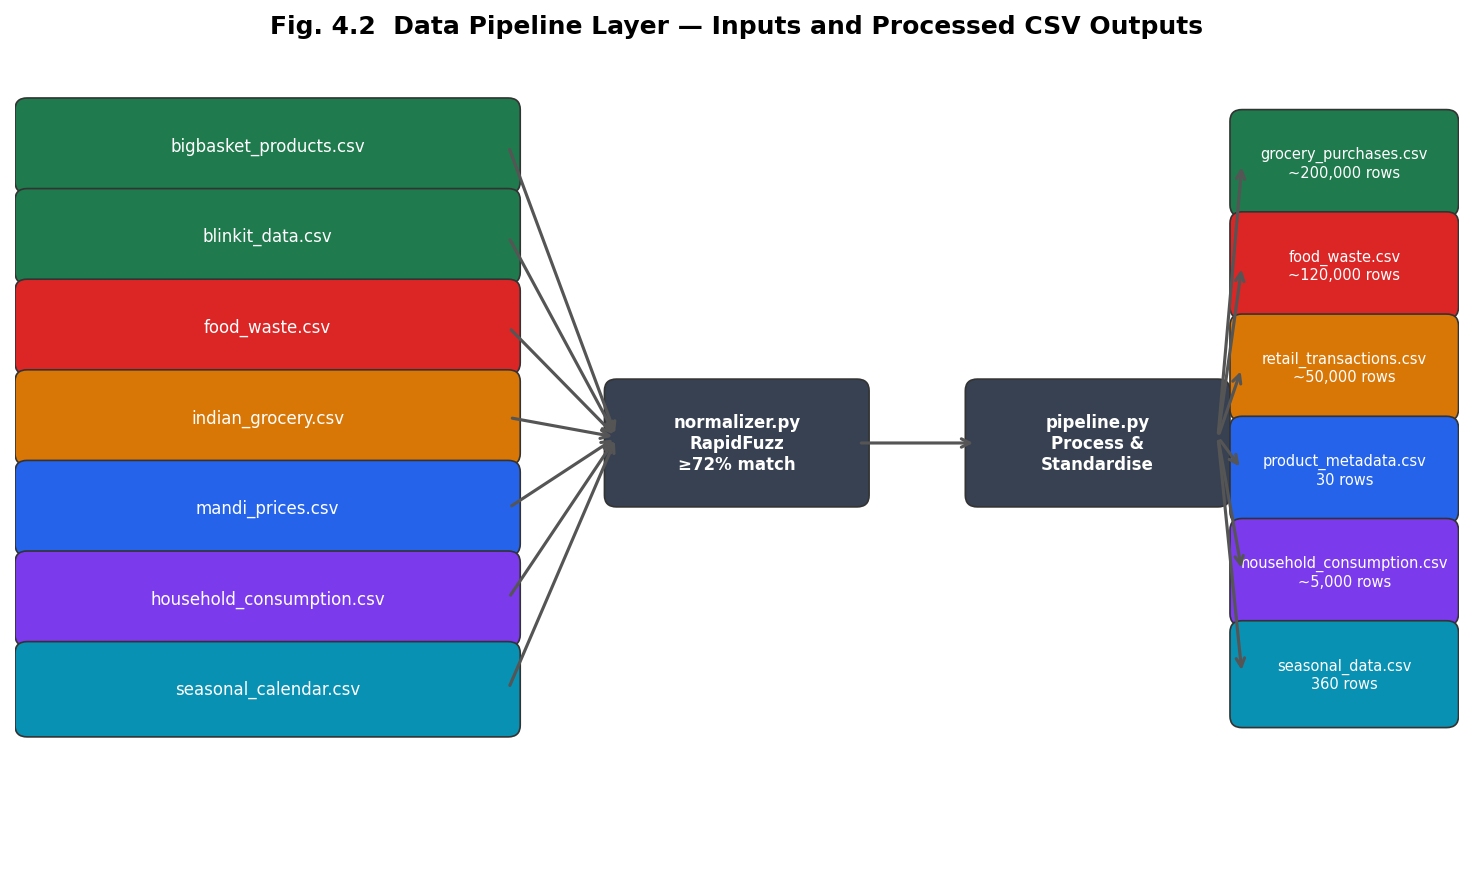 Fig. 4.2  Data Pipeline Layer — Inputs and Processed CSV Outputs
bigbasket_products.csv
blinkit_data.csv
food_waste.csv
indian_grocery.csv
mandi_prices.csv
household_consumption.csv
seasonal_calendar.csv
normalizer.py
RapidFuzz
≥72% match
pipeline.py
Process &
Standardise
grocery_purchases.csv
~200,000 rows
food_waste.csv
~120,000 rows
retail_transactions.csv
~50,000 rows
product_metadata.csv
30 rows
household_consumption.csv
~5,000 rows
seasonal_data.csv
360 rows